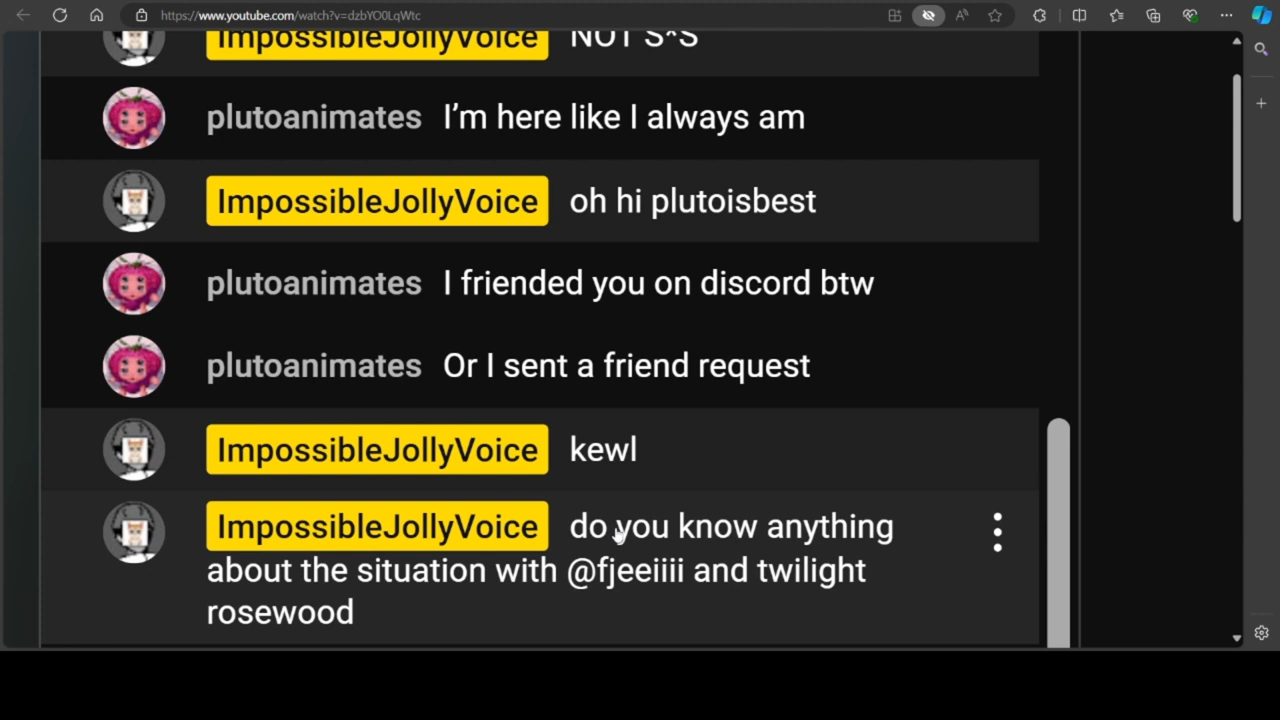 https://www.youtube.com/watch?v=dzbYO0LqWtc
ImpossibleJollyVoice NOT S*S
plutoanimates I’m here like I always am
ImpossibleJollyVoice oh hi plutoisbest
plutoanimates I friended you on discord btw
plutoanimates Or I sent a friend request
ImpossibleJollyVoice kewl
ImpossibleJollyVoice do you know anything
about the situation with @fjeeiiii and twilight
rosewood